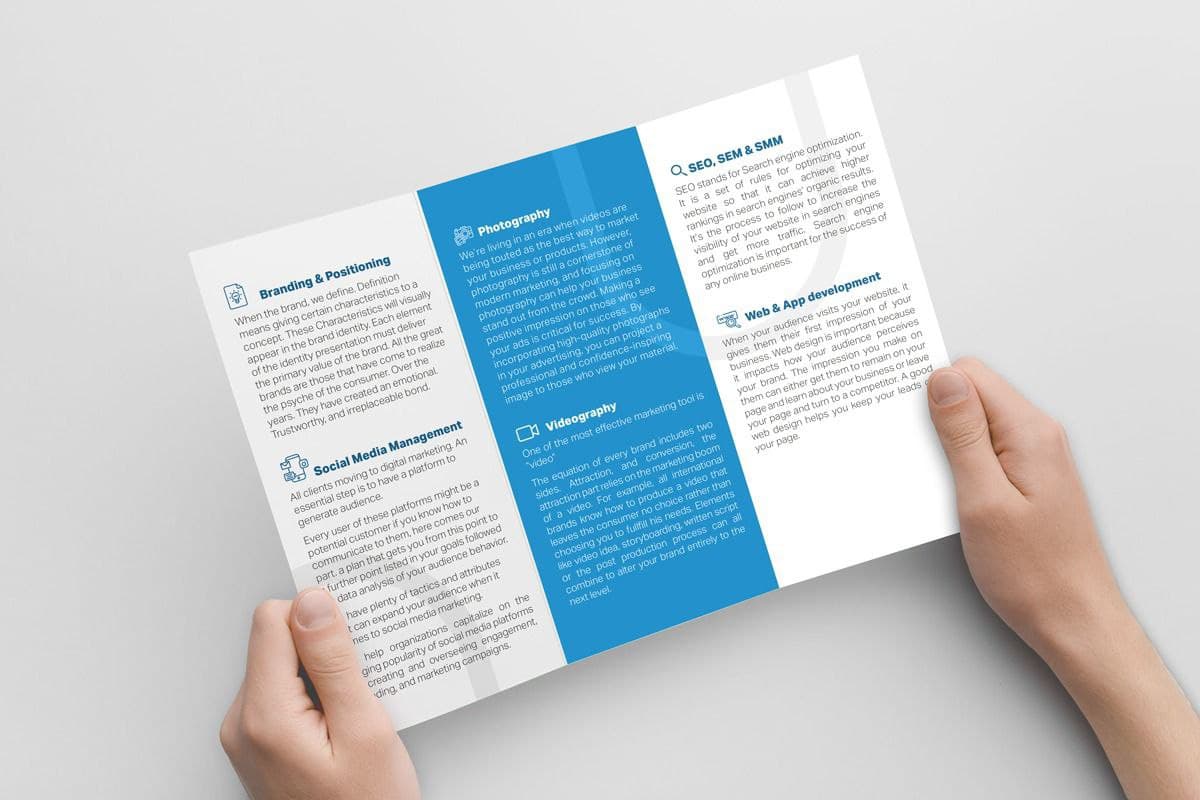 Branding & Positioning
When the brand, we define. Definition
means giving certain characteristics to a
concept. These Characteristics will visually
appear in the brand identity. Each element
of the identity presentation must deliver
the primary value of the brand. All the great
brands are those that have come to realize
the psyche of the consumer. Over the
years. They have created an emotional.
Trustworthy, and irreplaceable bond.
Social Media Management
All clients moving to digital marketing. An
essential step is to have a platform to
generate audience.
Every user of these platforms might be a
potential customer if you know how to
communicate to them, here comes our
part, a plan that gets you from this point to
further point listed in your goals followed
data analysis of your audience behavior.
have plenty of tactics and attributes
t can expand your audience when it
mes to social media marketing.
help organizations capitalize on the
ging popularity of social media platforms
creating and overseeing engagement,
ding, and marketing campaigns.
Photography
We're living in an era when videos are
being touted as the best way to market
your business or products. However,
photography is still a cornerstone of
modern marketing, and focusing on
photography can help your business
stand out from the crowd. Making a
postive impression on those who see
your ads is critical for success. By
incorporating high-quality photographs
in your advertising, you can project a
professional and confidence-inspiring
image to those who view your material.
Videography
One of the most effective marketing tool is
"video"
The equation of every brand includes two
sides. Attraction, and conversion, the
attraction part relies on the marketing boom
of a video. For example, all international
brands know how to produce a video that
leaves the consumer no choice rather than
choosing you to fullfill his needs. Elements
like video idea, storyboarding, written script
or the post production process can all
combine to alter your brand entirely to the
next level.
SEO, SEM & SMM
SEO stands for Search engine optimization.
It is a set of rules for optimizing your
website so that it can achieve higher
rankings in search engines' organic results.
It's the process to follow to increase the
visibility of your website in search engines
and get more traffic. Search engine
optimization is important for the success of
any online business.
Web & App development
When your audience visits your website, it
gives them their first impression of your
business. Web design is important because
it impacts how your audience perceives
your brand. The impression you make on
them can either get them to remain on your
page and learn about your business or leave
your page and turn to a competitor. A good
web design helps you keep your leads
your page.